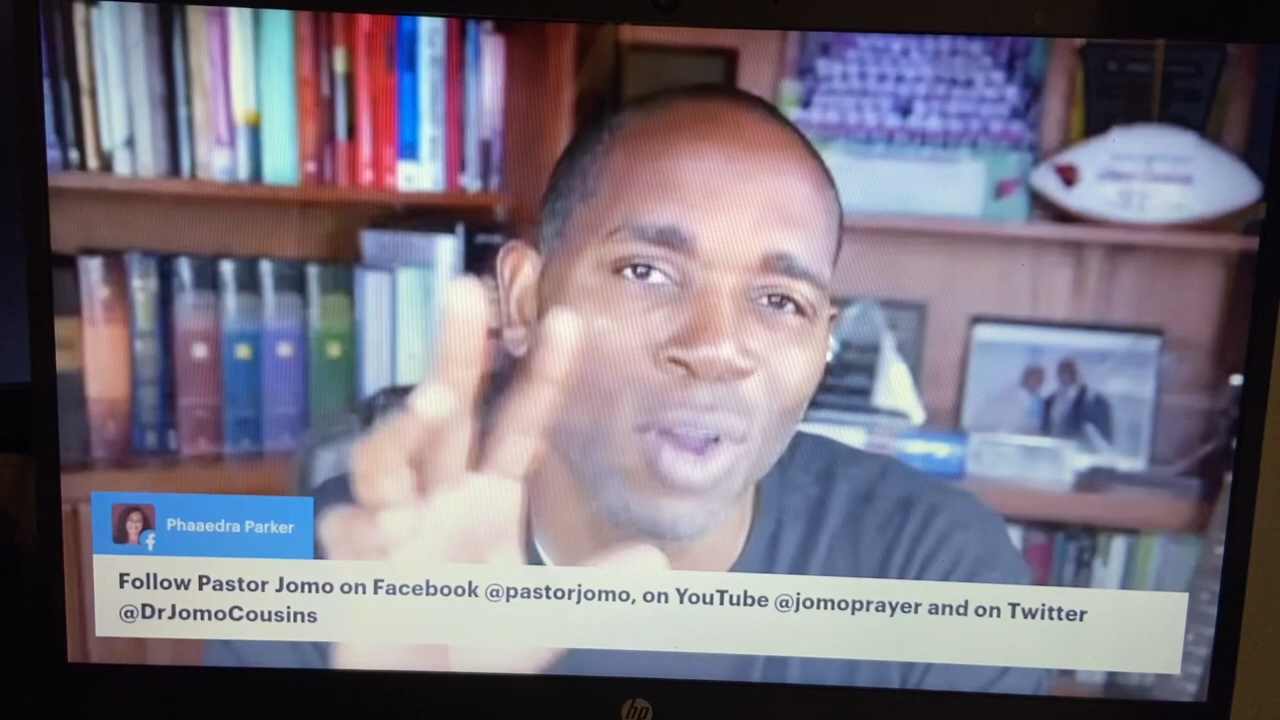 Phaaedra Parker
Follow Pastor Jomo on Facebook @pastorjomo, on YouTube @jomoprayer and on Twitter
@DrJomoCousins
hp